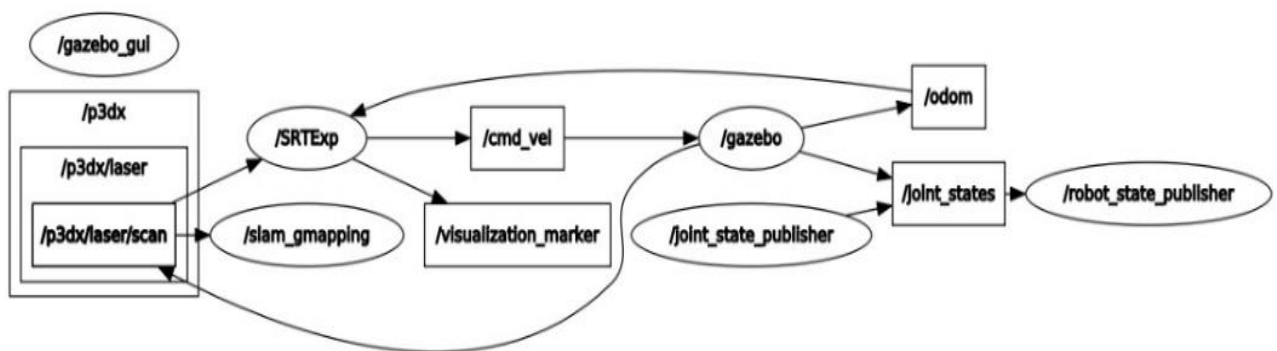 /gazebo_gui
/p3dx
/p3dx/laser
/p3dx/laser/scan
/SRTExp
/slam_gmapping
/cmd_vel
/visualization_marker
/gazebo
/joint_state_publisher
/odom
/joint_states
/robot_state_publisher